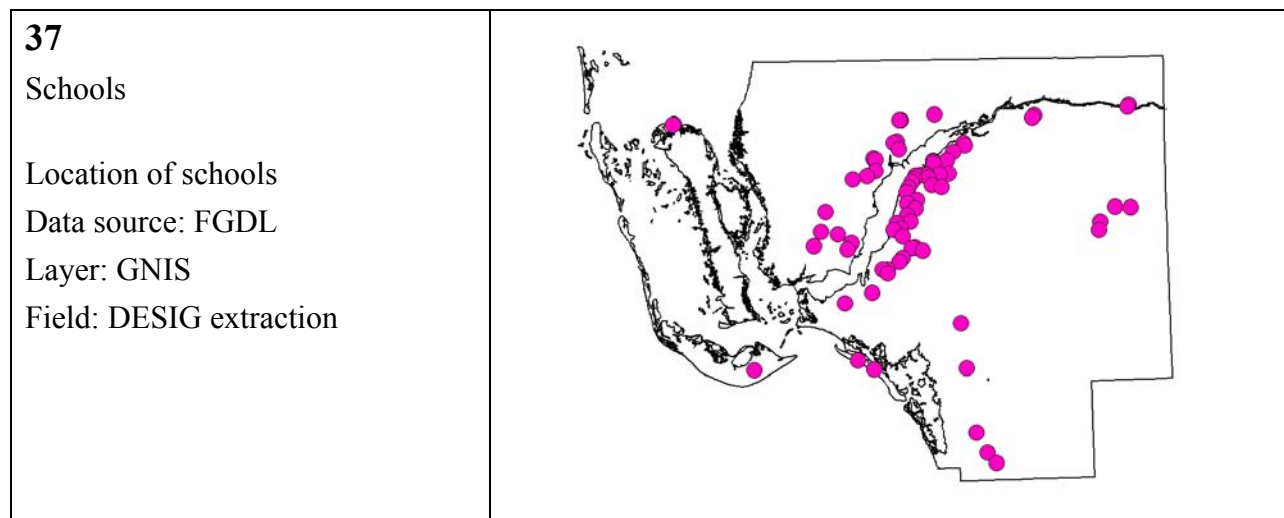 37
Schools
Location of schools
Data source: FGDL
Layer: GNIS
Field: DESIG extraction